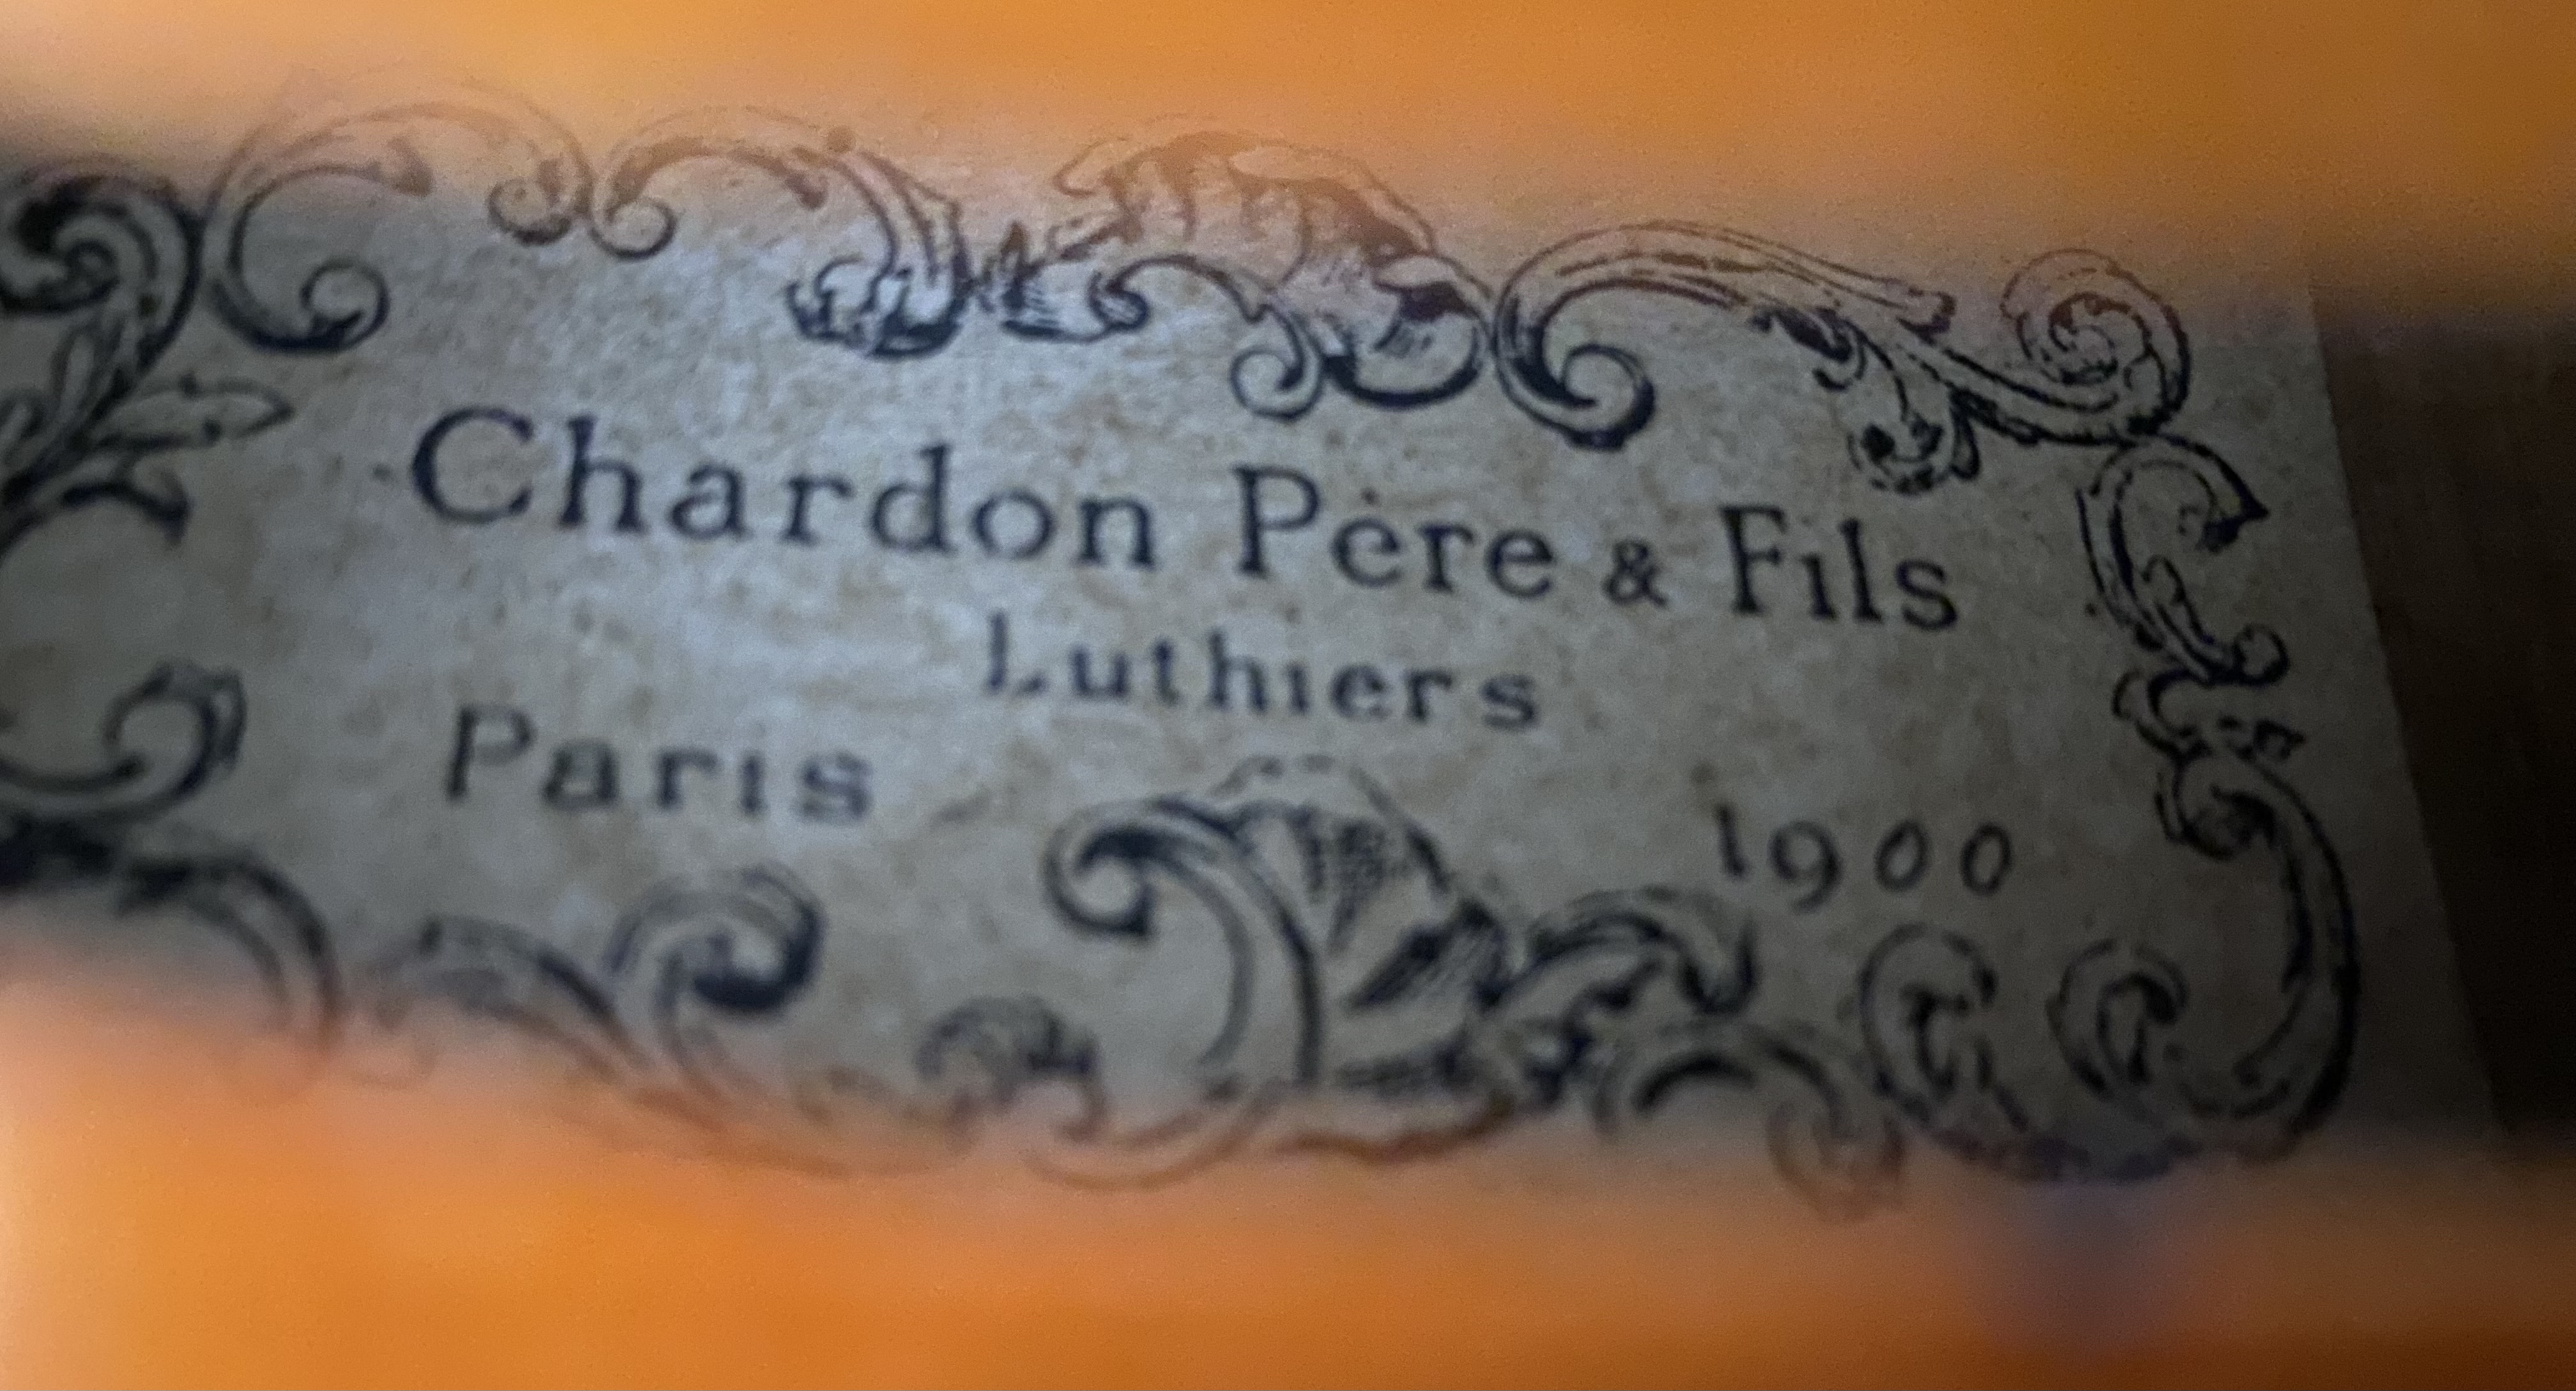 Chardon Père & Fils
Luthiers
Paris
1900